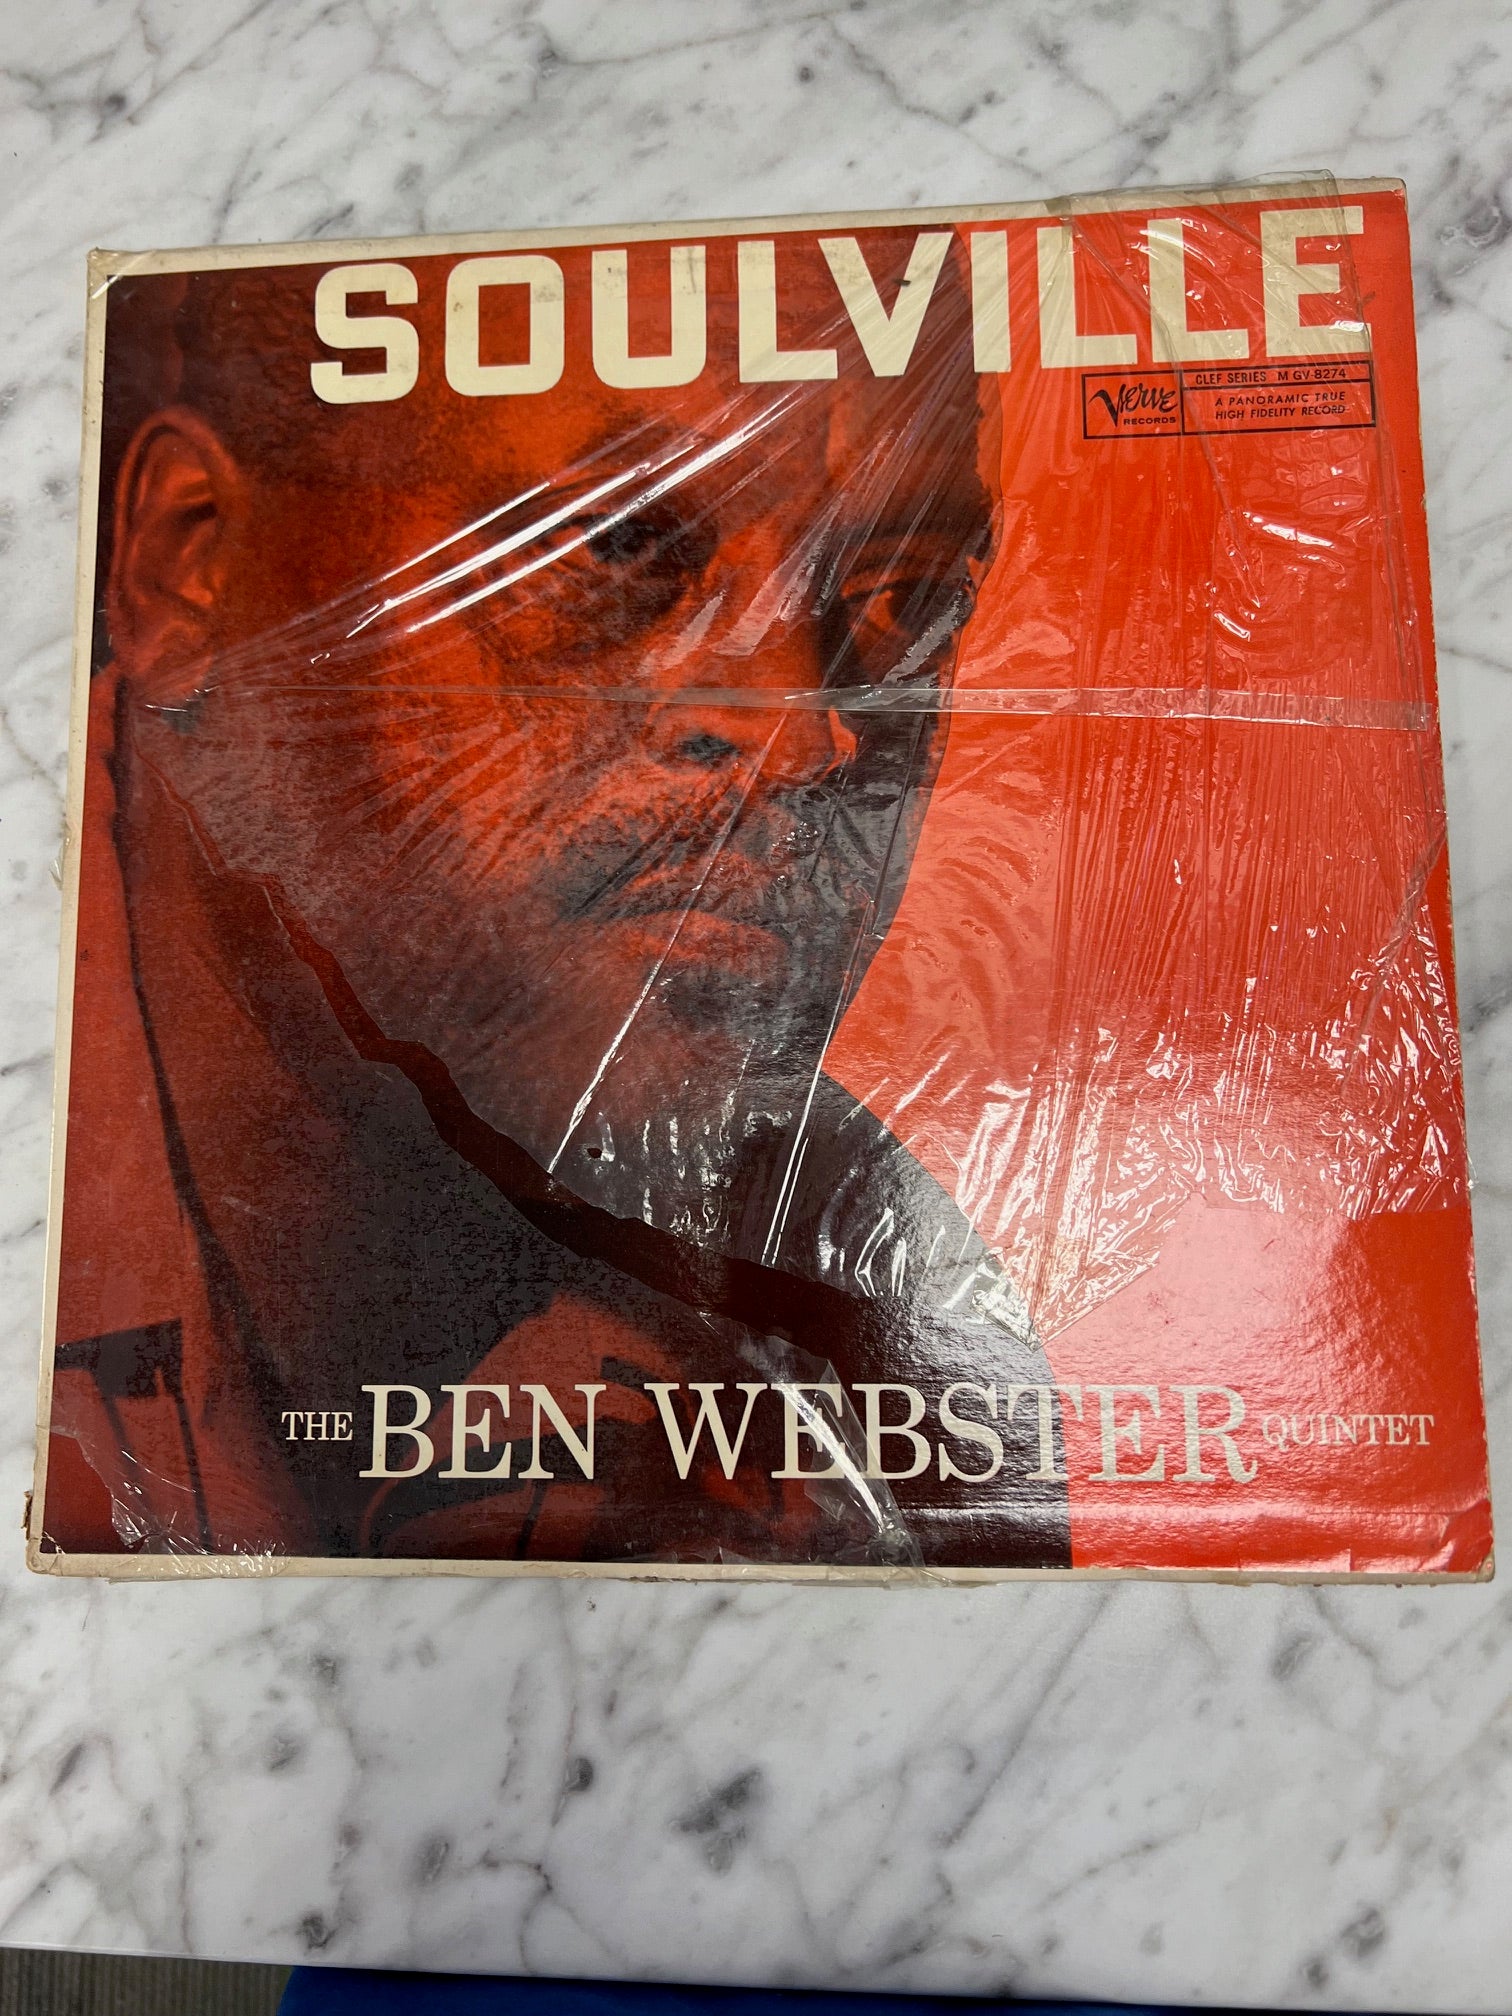 SOULVILLE
Verve
RECORDS
CLEF SERIES M GV-8274
A PANORAMIC TRUE
HIGH FIDELITY RECORD
THE BEN WEBSTER QUINTET